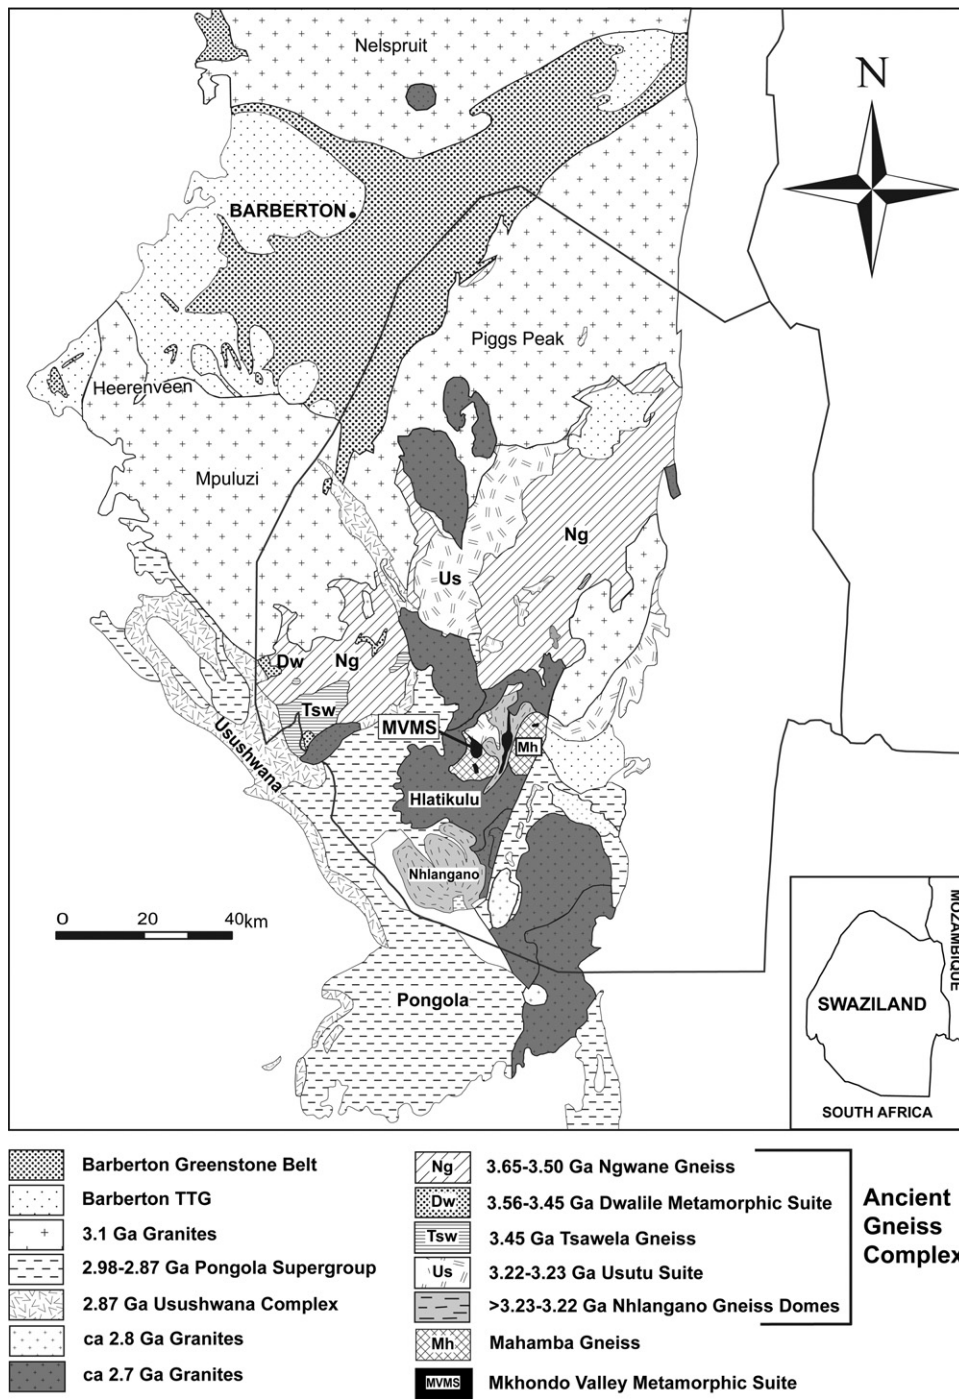 Nelspruit
N
BARBERTON
Piggs Peak
Heerenveen
Mpuluzi
Ng
Us
Dw
Ng
Tsw
MVMS
Mh
Usushwana
Hlatikulu
Nhlangano
0 20 40 km
Pongola
MOZAMBIQUE
SWAZILAND
SOUTH AFRICA
Barberton Greenstone Belt
Barberton TTG
3.1 Ga Granites
2.98-2.87 Ga Pongola Supergroup
2.87 Ga Usushwana Complex
ca 2.8 Ga Granites
ca 2.7 Ga Granites
Ng 3.65-3.50 Ga Ngwane Gneiss
Dw 3.56-3.45 Ga Dwalile Metamorphic Suite
Tsw 3.45 Ga Tsawela Gneiss
Us 3.22-3.23 Ga Usutu Suite
>3.23-3.22 Ga Nhlangano Gneiss Domes
Mh Mahamba Gneiss
MVMS Mkhondo Valley Metamorphic Suite
Ancient
Gneiss
Complex